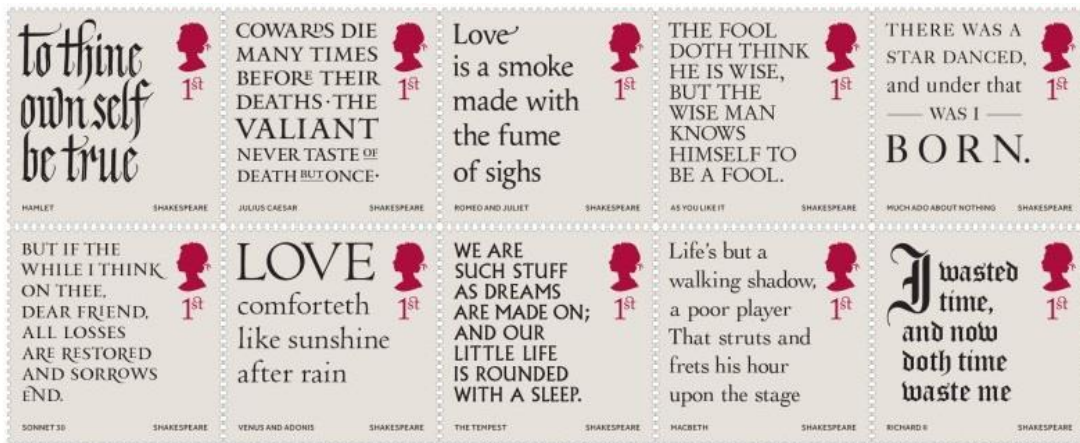 to thine
own self
be true
1st
HAMLET SHAKESPEARE
COWARDS DIE
MANY TIMES
BEFORE THEIR
DEATHS·THE
VALIANT
NEVER TASTE OF
DEATH BUT ONCE·
1st
JULIUS CAESAR SHAKESPEARE
Love
is a smoke
made with
the fume
of sighs
1st
ROMEO AND JULIET SHAKESPEARE
THE FOOL
DOTH THINK
HE IS WISE,
BUT THE
WISE MAN
KNOWS
HIMSELF TO
BE A FOOL.
1st
AS YOU LIKE IT SHAKESPEARE
THERE WAS A
STAR DANCED,
and under that
WAS I
BORN.
1st
MUCH ADO ABOUT NOTHING SHAKESPEARE
BUT IF THE
WHILE I THINK
ON THEE,
DEAR FRIEND,
ALL LOSSES
ARE RESTORED
AND SORROWS
END.
1st
SONNET 30 SHAKESPEARE
LOVE
comforteth
like sunshine
after rain
1st
VENUS AND ADONIS SHAKESPEARE
WE ARE
SUCH STUFF
AS DREAMS
ARE MADE ON;
AND OUR
LITTLE LIFE
IS ROUNDED
WITH A SLEEP.
1st
THE TEMPEST SHAKESPEARE
Life's but a
walking shadow,
a poor player
That struts and
frets his hour
upon the stage
1st
MACBETH SHAKESPEARE
I wasted
time,
and now
doth time
waste me
1st
RICHARD II SHAKESPEARE